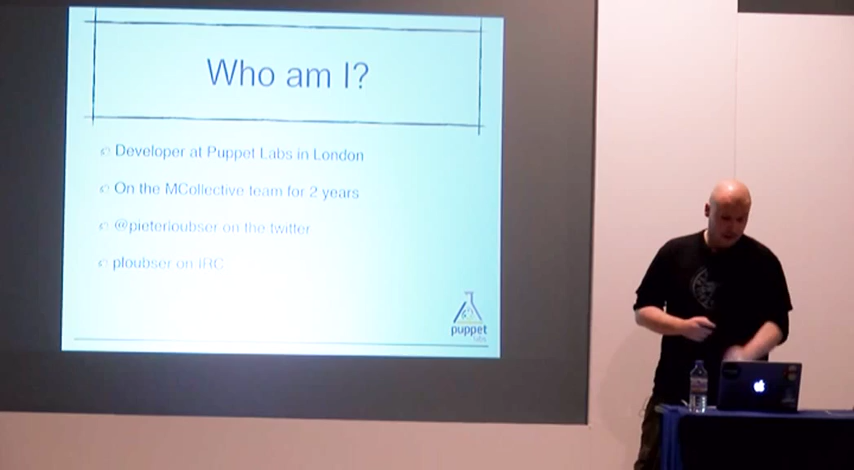 Who am I?
Developer at Puppet Labs in London
On the MCollective team for 2 years
@pieterloubser on the twitter
ploubser on IRC
puppet
labs